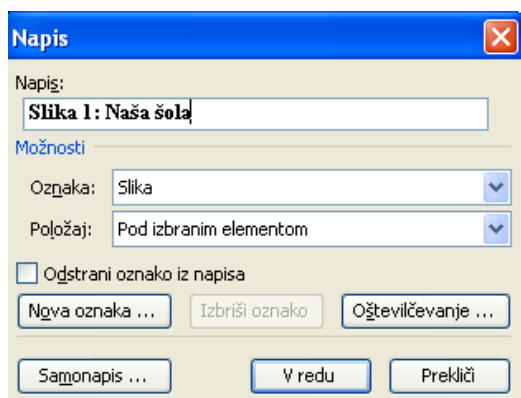 Napis
Napis:
Slika 1: Naša šola
Možnosti
Oznaka: Slika
Položaj: Pod izbranim elementom
Odstrani oznako iz napisa
Nova oznaka ... Izbriši oznako Oštevilčevanje ...
Samonapis ... V redu Prekliči